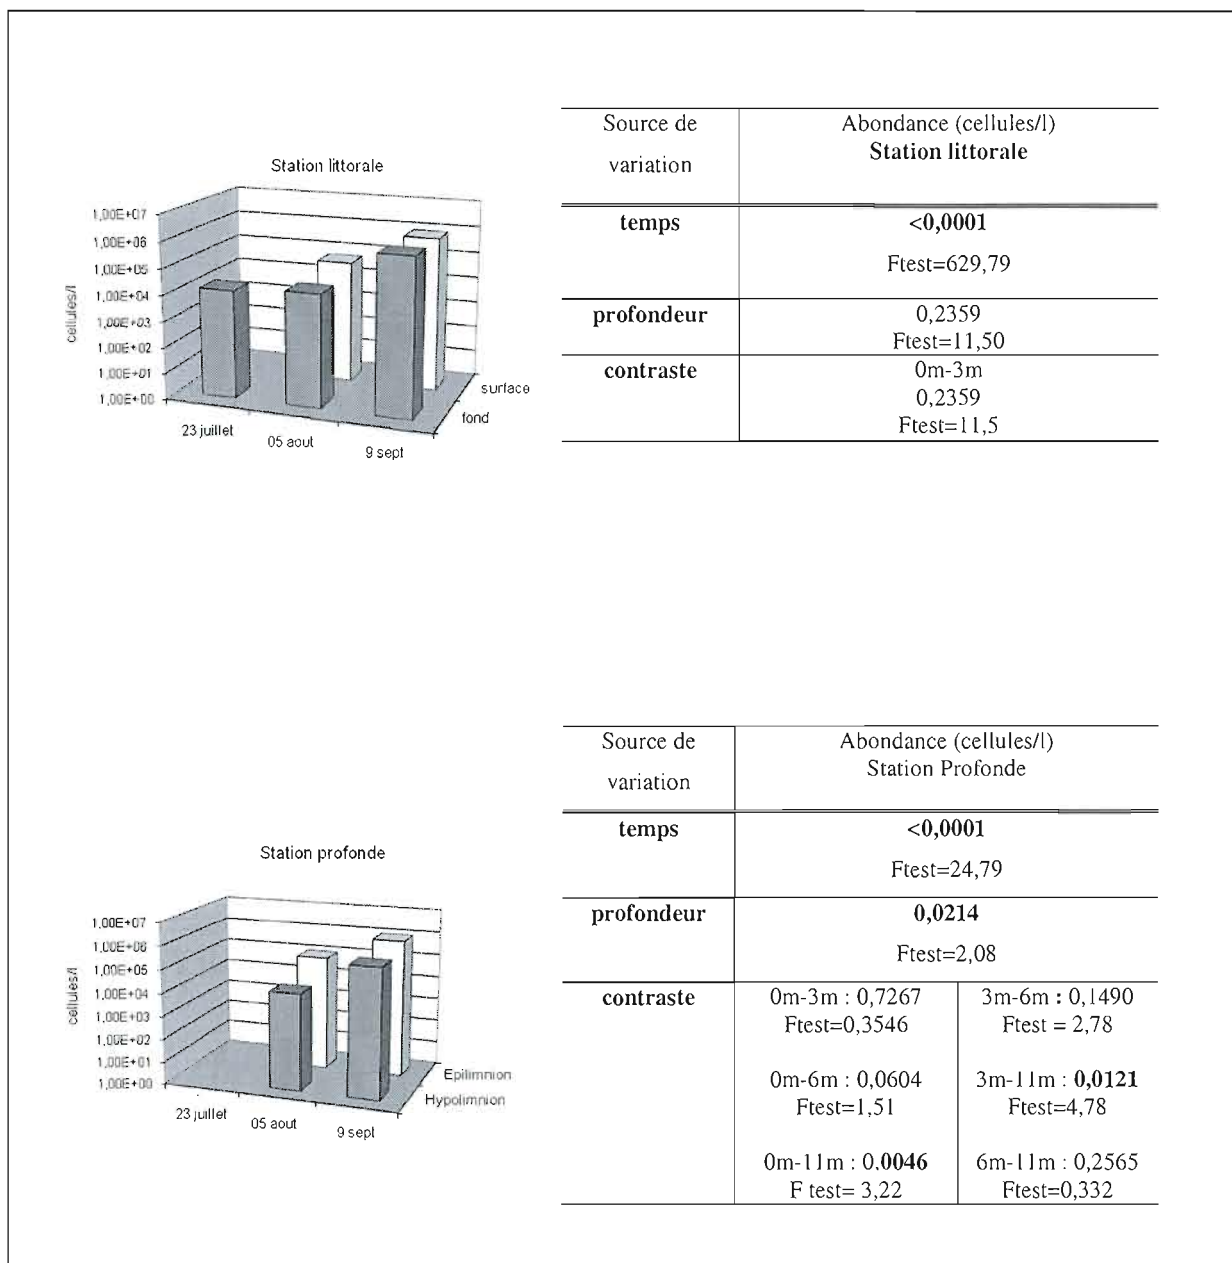 Station littorale
1,00E+07
1,00E+06
1,00E+05
1,00E+04
1,00E+03
1,00E+02
1,00E+01
1,00E+00
cellules/l
23 juillet
05 aout
9 sept
surface
fond
Source de variation
Abondance (cellules/l)
Station littorale
temps
<0,0001
Ftest=629,79
profondeur
0,2359
Ftest=11,50
contraste
0m-3m
0,2359
Ftest=11,5
Station profonde
1,00E+07
1,00E+06
1,00E+05
1,00E+04
1,00E+03
1,00E+02
1,00E+01
1,00E+00
cellules/l
23 juillet
05 aout
9 sept
Epilimnion
Hypolimnion
Source de variation
Abondance (cellules/l)
Station Profonde
temps
<0,0001
Ftest=24,79
profondeur
0,0214
Ftest=2,08
contraste
0m-3m : 0,7267
Ftest=0,3546
3m-6m : 0,1490
Ftest = 2,78
0m-6m : 0,0604
Ftest=1,51
3m-11m : 0,0121
Ftest=4,78
0m-11m : 0,0046
F test= 3,22
6m-11m : 0,2565
Ftest=0,332